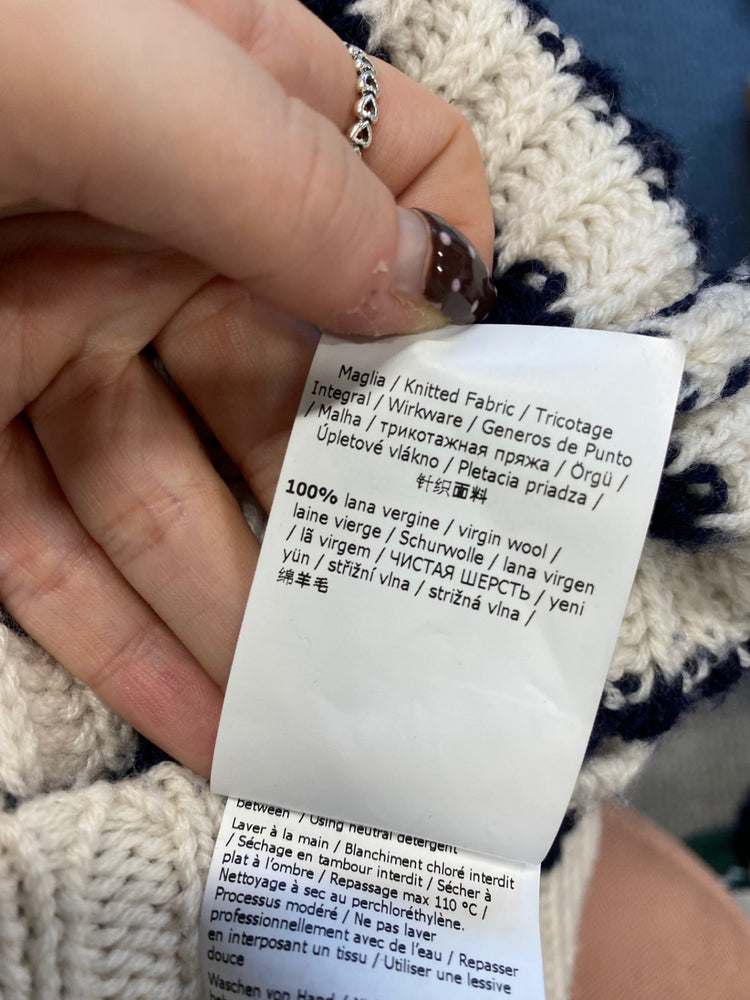 Maglia / Knitted Fabric / Tricotage
Integral / Wirkware / Generos de Punto
/ Malha / трикотажная пряжа / Örgü /
Úpletové vlákno / Pletacia priadza /
针织面料
100% lana vergine / virgin wool /
laine vierge / Schurwolle / lana virgen
/ lã virgem / ЧИСТАЯ ШЕРСТЬ / yeni
yün / střižní vlna / strižná vlna /
绵羊毛
between / Using neutral detergent
Laver à la main / Blanchiment chloré interdit
/ Séchage en tambour interdit / Sécher à
plat à l'ombre / Repassage max 110 °C /
Nettoyage à sec au perchloréthylène.
Processus modéré / Ne pas laver
professionnellement avec de l'eau / Repasser
en interposant un tissu / Utiliser une lessive
douce
Waschen von Hand /